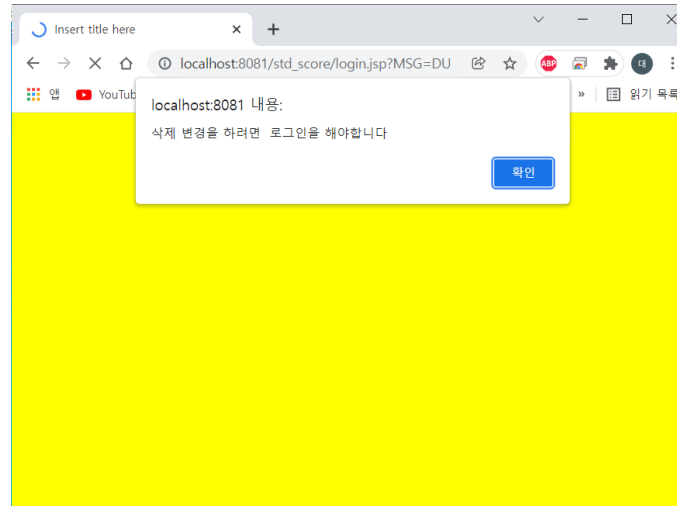 Insert title here
localhost:8081/std_score/login.jsp?MSG=DU
ABP
대
앱
YouTub
»
읽기 목록
localhost:8081 내용:
삭제 변경을 하려면 로그인을 해야합니다
확인